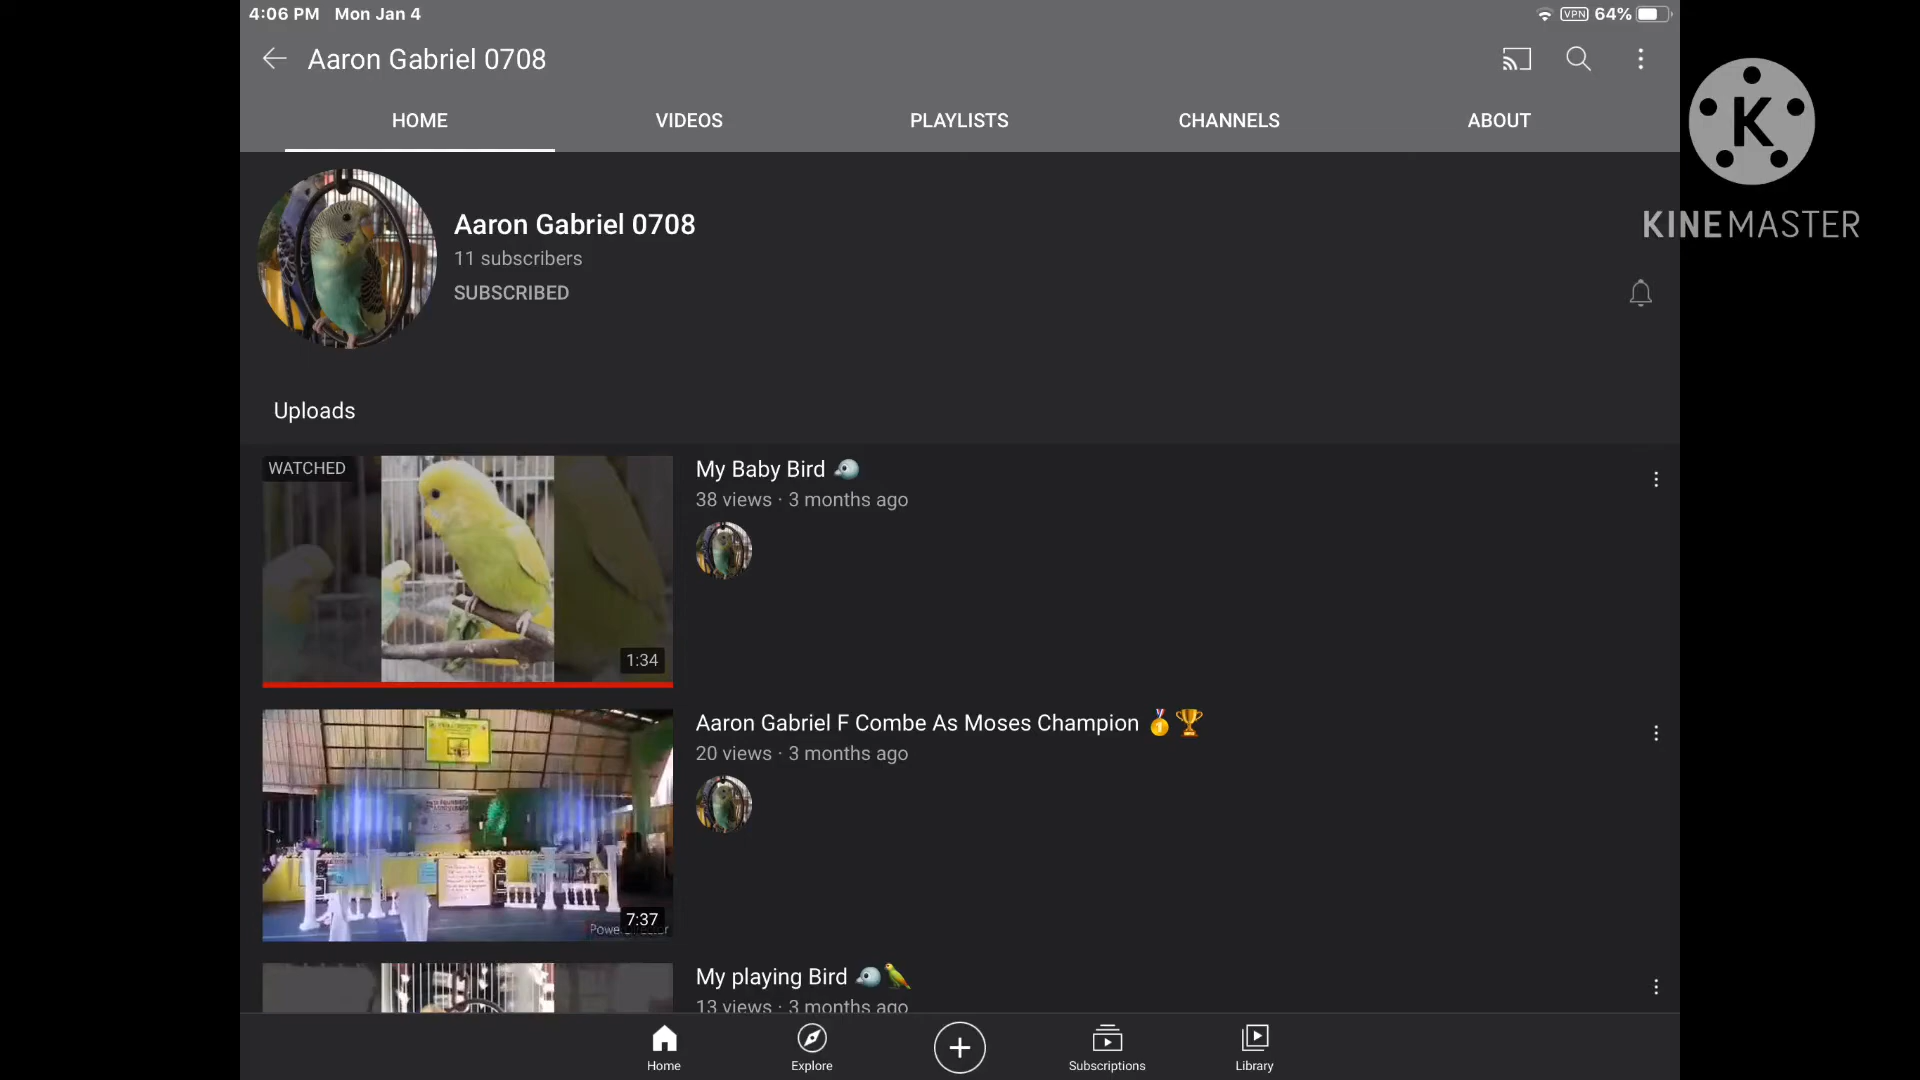 4:06 PM Mon Jan 4
VPN 64%
Aaron Gabriel 0708
HOME VIDEOS PLAYLISTS CHANNELS ABOUT
K
KINEMASTER
Aaron Gabriel 0708
11 subscribers
SUBSCRIBED
Uploads
WATCHED
1:34
My Baby Bird
38 views · 3 months ago
Aaron Gabriel F Combe As Moses Champion
20 views · 3 months ago
7:37
My playing Bird
13 views · 3 months ago
Home Explore Subscriptions Library